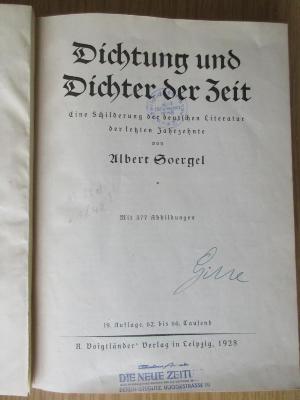 Dichtung und
Dichter der Zeit
Eine Schilderung der deutschen Literatur
der letzten Jahrzehnte
von
Albert Soergel
Mit 377 Abbildungen
19. Auflage, 62. bis 66. Tausend
R. Voigtländers Verlag in Leipzig, 1928
DIE NEUE ZEIT